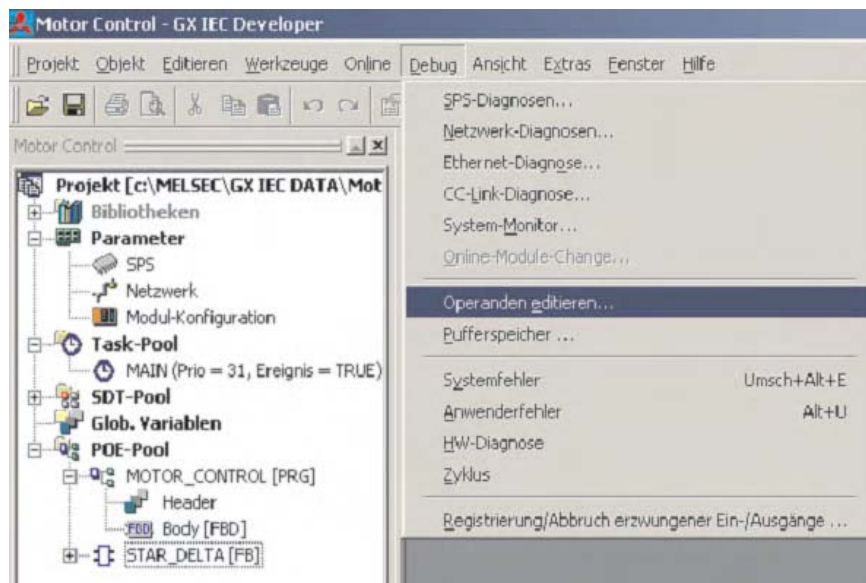 Motor Control - GX IEC Developer
Projekt Objekt Editieren Werkzeuge Online Debug Ansicht Extras Fenster Hilfe
Motor Control
Projekt [c:\MELSEC\GX IEC DATA\Mot
Bibliotheken
Parameter
SPS
Netzwerk
Modul-Konfiguration
Task-Pool
MAIN (Prio = 31, Ereignis = TRUE)
SDT-Pool
Glob. Variablen
POE-Pool
MOTOR_CONTROL [PRG]
Header
FBD Body [FBD]
STAR_DELTA [FB]
SPS-Diagnosen...
Netzwerk-Diagnosen...
Ethernet-Diagnose...
CC-Link-Diagnose...
System-Monitor...
Online-Module-Change...
Operanden editieren...
Pufferspeicher ...
Systemfehler Umsch+Alt+E
Anwenderfehler Alt+U
HW-Diagnose
Zyklus
Registrierung/Abbruch erzwungener Ein-/Ausgänge ...